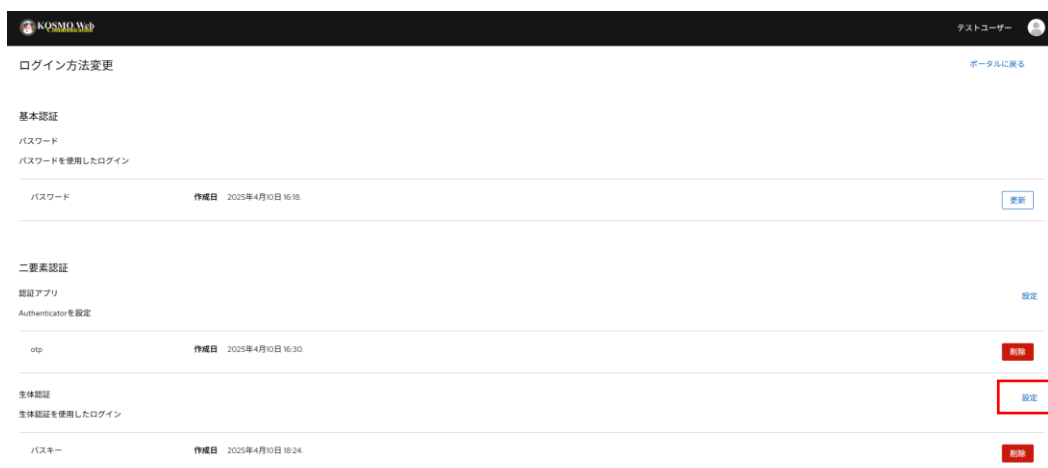 KOSMO Web
Communication
テストユーザー
ログイン方法変更
ポータルに戻る
基本認証
パスワード
パスワードを使用したログイン
パスワード 作成日 2025年4月10日 16:18. 更新
二要素認証
認証アプリ 設定
Authenticatorを設定
otp 作成日 2025年4月10日 16:30. 削除
生体認証 設定
生体認証を使用したログイン
パスキー 作成日 2025年4月10日 18:24. 削除